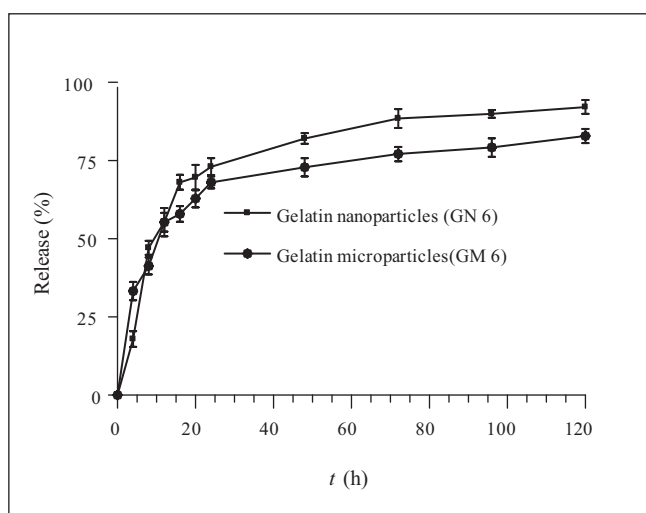 100
75
50
25
0
Release (%)
Gelatin nanoparticles (GN 6)
Gelatin microparticles(GM 6)
0 20 40 60 80 100 120
t (h)